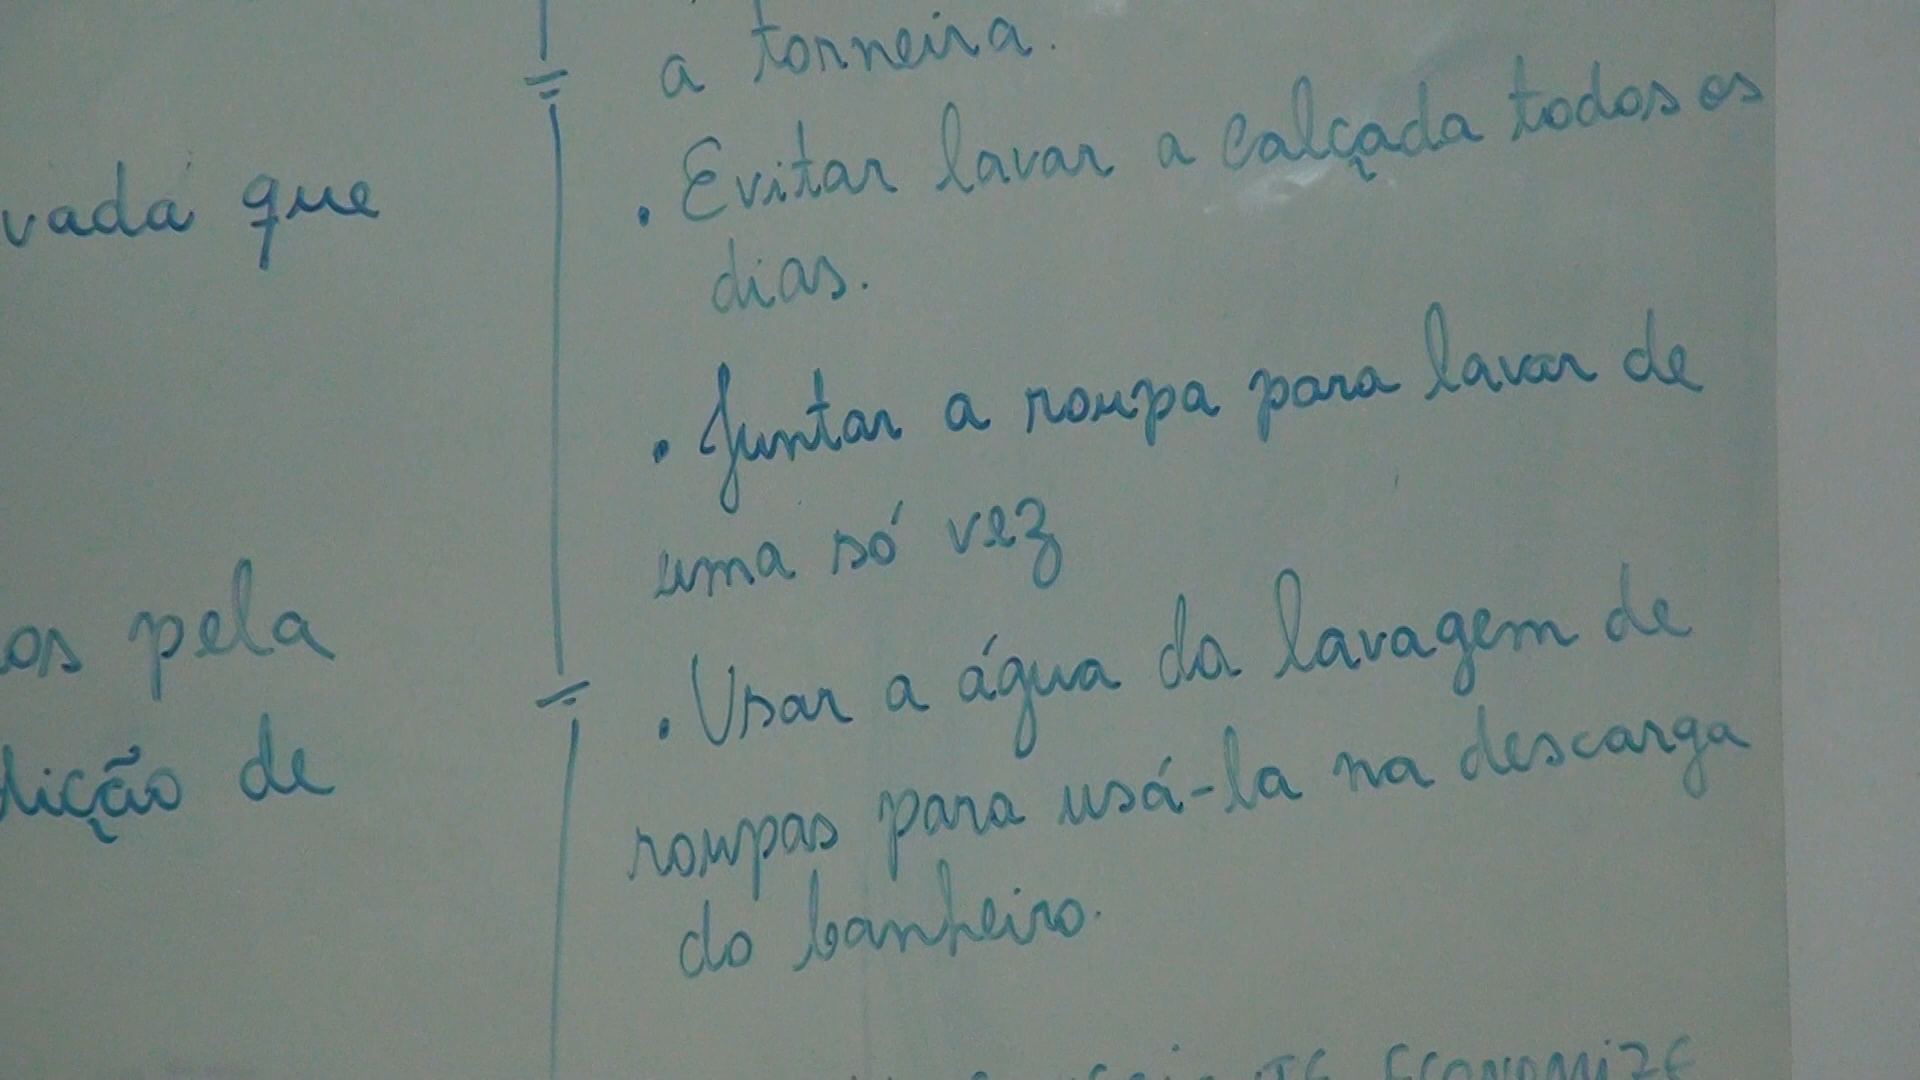 vada que
os pela
dição de
a torneira.
. Evitar lavar a calçada todos os
dias.
. Juntar a roupa para lavar de
uma só vez
. Usar a água da lavagem de
roupas para usá-la na descarga
do banheiro.
ECONOMIZE